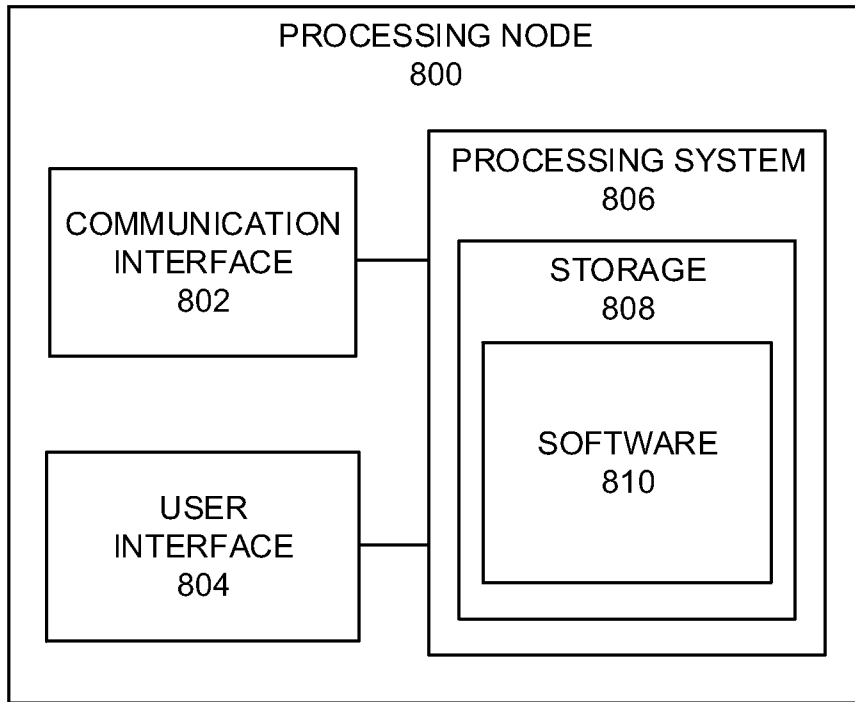 PROCESSING NODE
800
COMMUNICATION
INTERFACE
802
USER
INTERFACE
804
PROCESSING SYSTEM
806
STORAGE
808
SOFTWARE
810